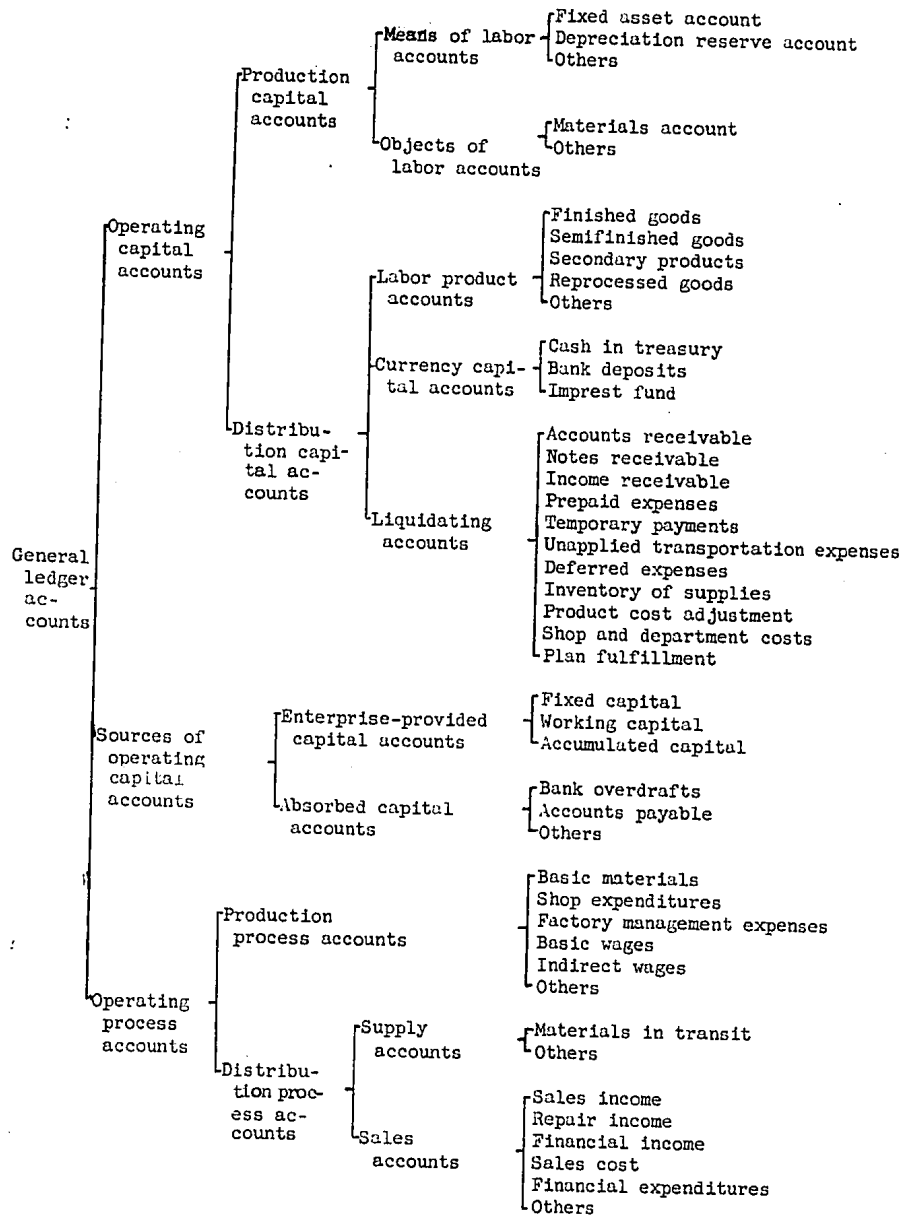 General
ledger
ac-
counts
Operating
capital
accounts
Production
capital
accounts
Means of labor
accounts
Fixed asset account
Depreciation reserve account
Others
Objects of
labor accounts
Materials account
Others
Distribu-
tion capi-
tal ac-
counts
Labor product
accounts
Finished goods
Semifinished goods
Secondary products
Reprocessed goods
Others
Currency capi-
tal accounts
Cash in treasury
Bank deposits
Imprest fund
Liquidating
accounts
Accounts receivable
Notes receivable
Income receivable
Prepaid expenses
Temporary payments
Unapplied transportation expenses
Deferred expenses
Inventory of supplies
Product cost adjustment
Shop and department costs
Plan fulfillment
Sources of
operating
capital
accounts
Enterprise-provided
capital accounts
Fixed capital
Working capital
Accumulated capital
Absorbed capital
accounts
Bank overdrafts
Accounts payable
Others
Operating
process
accounts
Production
process accounts
Basic materials
Shop expenditures
Factory management expenses
Basic wages
Indirect wages
Others
Distribu-
tion proc-
ess ac-
counts
Supply
accounts
Materials in transit
Others
Sales
accounts
Sales income
Repair income
Financial income
Sales cost
Financial expenditures
Others